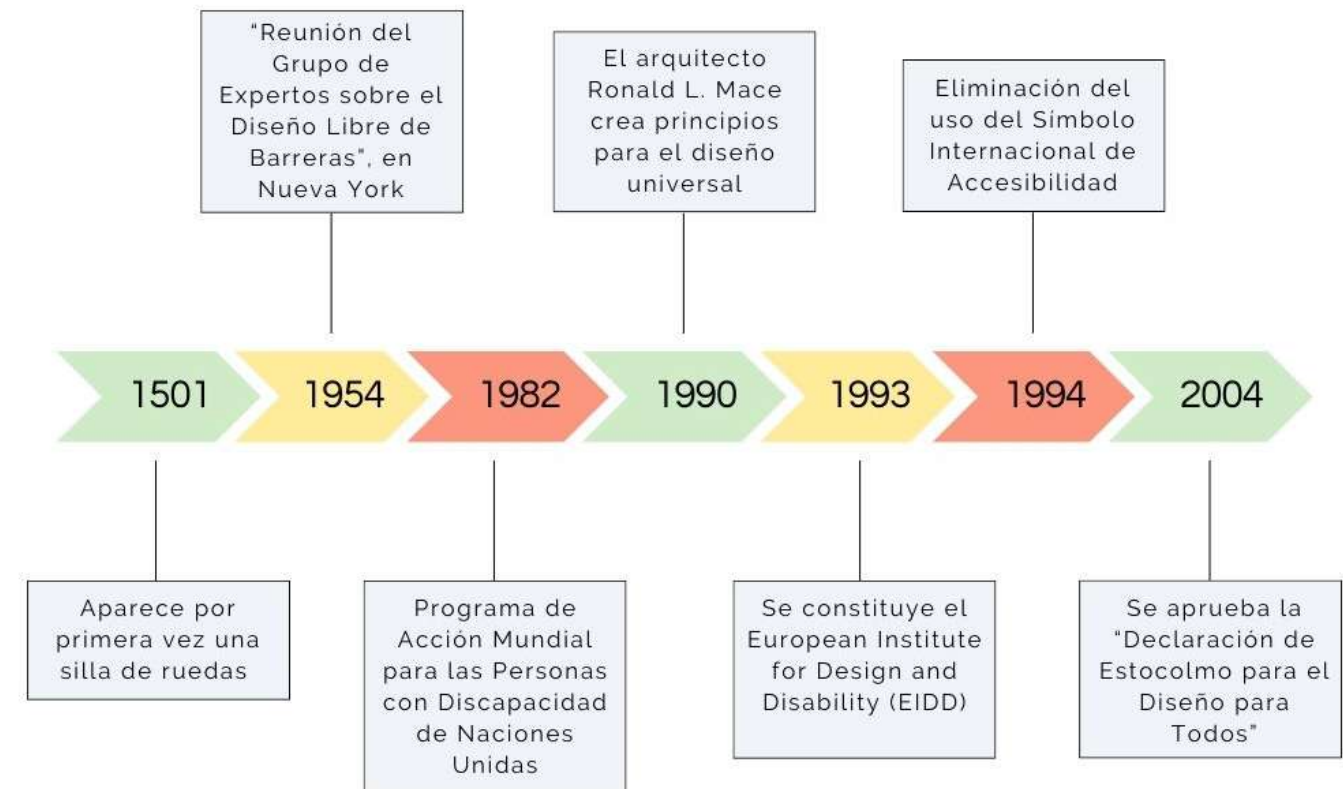 “Reunión del
Grupo de
Expertos sobre el
Diseño Libre de
Barreras”, en
Nueva York
El arquitecto
Ronald L. Mace
crea principios
para el diseño
universal
Eliminación del
uso del Símbolo
Internacional de
Accesibilidad
1501
1954
1982
1990
1993
1994
2004
Aparece por
primera vez una
silla de ruedas
Programa de
Acción Mundial
para las Personas
con Discapacidad
de Naciones
Unidas
Se constituye el
European Institute
for Design and
Disability (EIDD)
Se aprueba la
“Declaración de
Estocolmo para el
Diseño para
Todos”